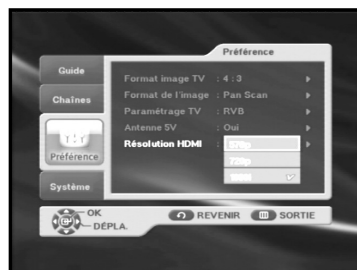 Préférence
Guide
Chaînes
Préférence
Système
Format image TV : 4 : 3
Format de l'image : Pan Scan
Paramétrage TV : RVB
Antenne 5V : Oui
Résolution HDMI :
576p
720p
OK
DÉPLA.
REVENIR
SORTIE